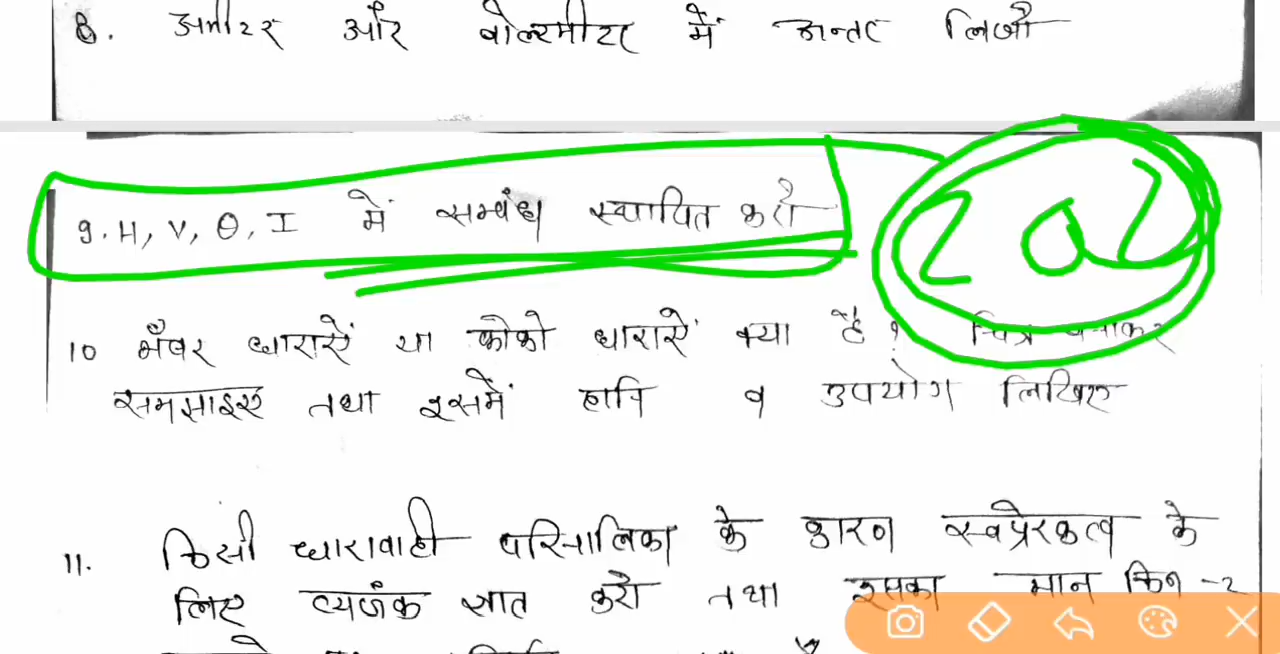 8. अमीटर और वोल्टमीटर में अन्तर लिखो
9. H, V, θ, I में सम्बंध स्थापित करो
10 भँवर धाराऐं या फोको धाराऐं क्या है? चित्र बनाकर
समझाइए तथा इसमें हानि व उपयोग लिखिए
11. किसी धारावाही परिनालिका के कारण स्वप्रेरकत्व के
लिए व्यंजक ज्ञात करो तथा इसका मान किन-२